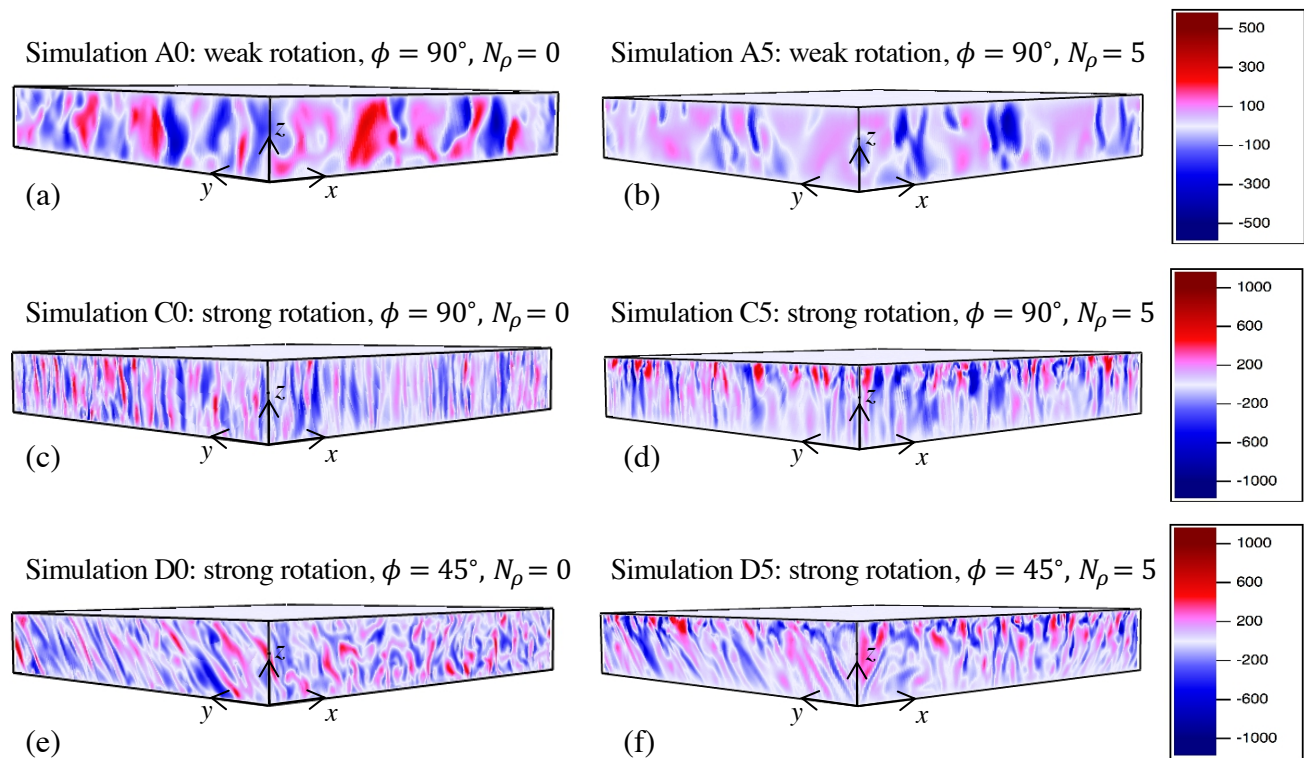 Simulation A0: weak rotation, ϕ = 90°, Nρ = 0
Simulation A5: weak rotation, ϕ = 90°, Nρ = 5
z
y
x
(a)
z
y
x
(b)
500
300
100
-100
-300
-500
Simulation C0: strong rotation, ϕ = 90°, Nρ = 0
Simulation C5: strong rotation, ϕ = 90°, Nρ = 5
z
y
x
(c)
z
y
x
(d)
1000
600
200
-200
-600
-1000
Simulation D0: strong rotation, ϕ = 45°, Nρ = 0
Simulation D5: strong rotation, ϕ = 45°, Nρ = 5
z
y
x
(e)
z
y
x
(f)
1000
600
200
-200
-600
-1000